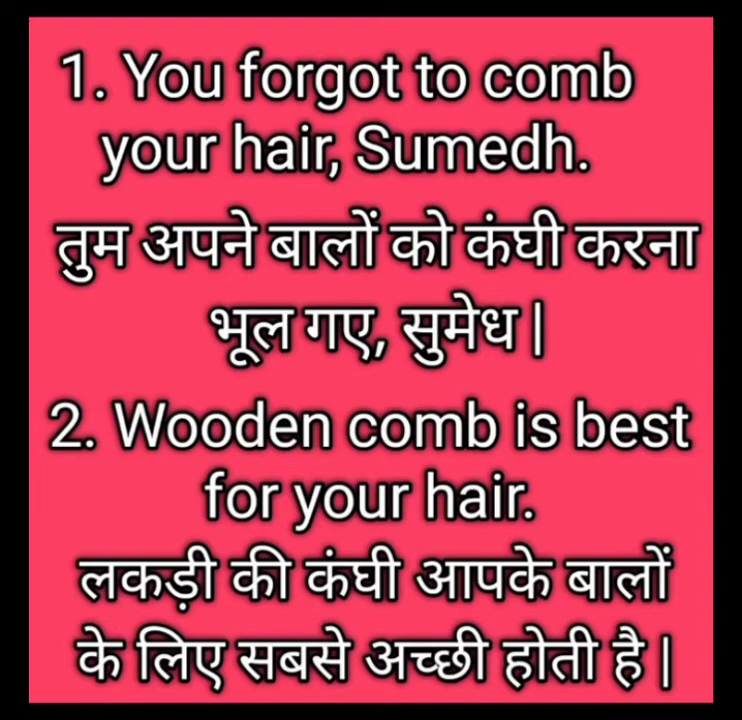 1. You forgot to comb
your hair, Sumedh.
तुम अपने बालों को कंघी करना
भूल गए, सुमेध |
2. Wooden comb is best
for your hair.
लकड़ी की कंघी आपके बालों
के लिए सबसे अच्छी होती है |